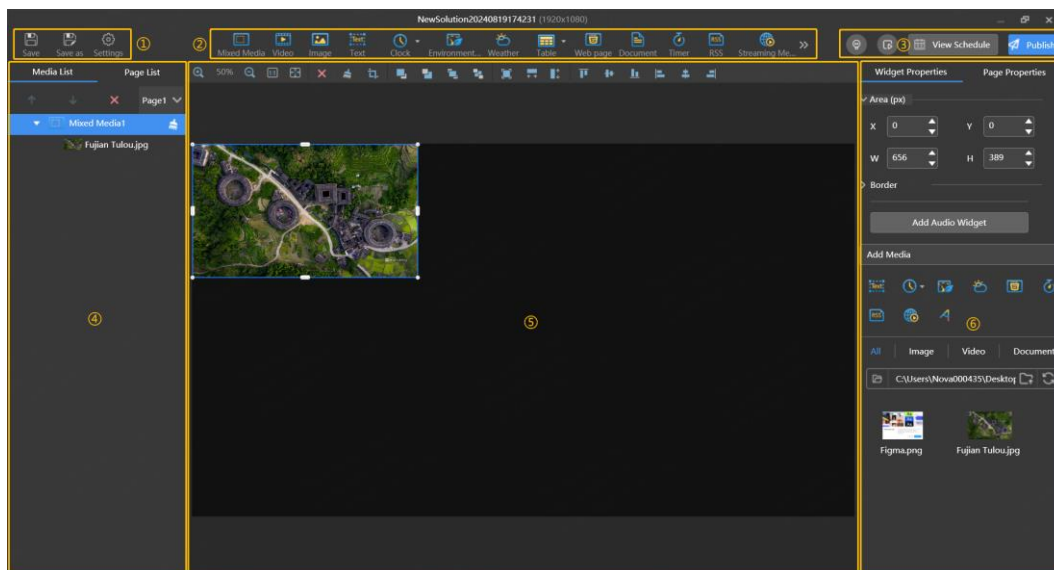 NewSolution20240819174231 (1920x1080)
Save Save as Settings ①
② Mixed Media Video Image Text Clock Environment... Weather Table Web page Document Timer RSS Streaming Me...
③ View Schedule Publish
Media List Page List
50%
Widget Properties Page Properties
Page1
Area (px)
Mixed Media1
X 0 Y 0
Fujian Tulou.jpg
W 656 H 389
Border
Add Audio Widget
Add Media
④
⑤
⑥
All Image Video Document
C:\Users\Nova000435\Desktop
Figma.png Fujian Tulou.jpg